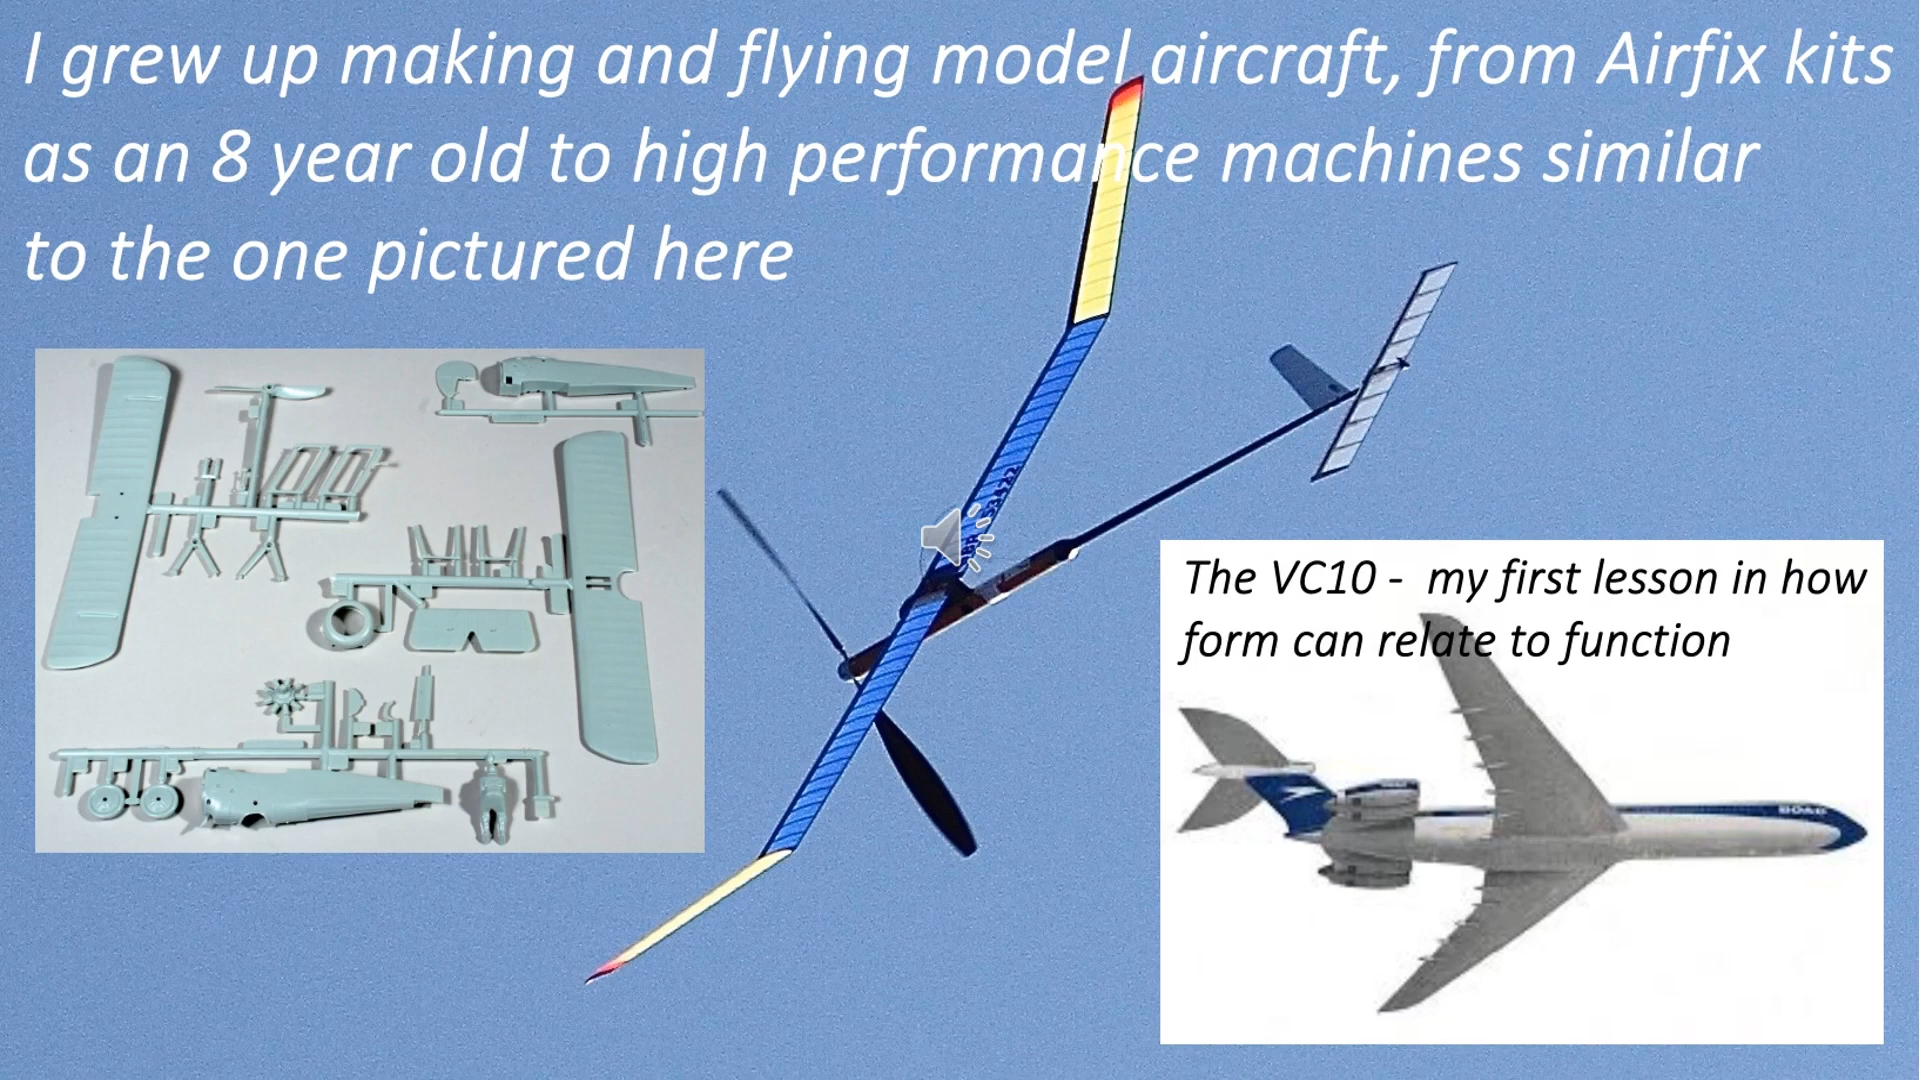 I grew up making and flying model aircraft, from Airfix kits
as an 8 year old to high performance machines similar
to the one pictured here
The VC10 - my first lesson in how
form can relate to function
BOAC